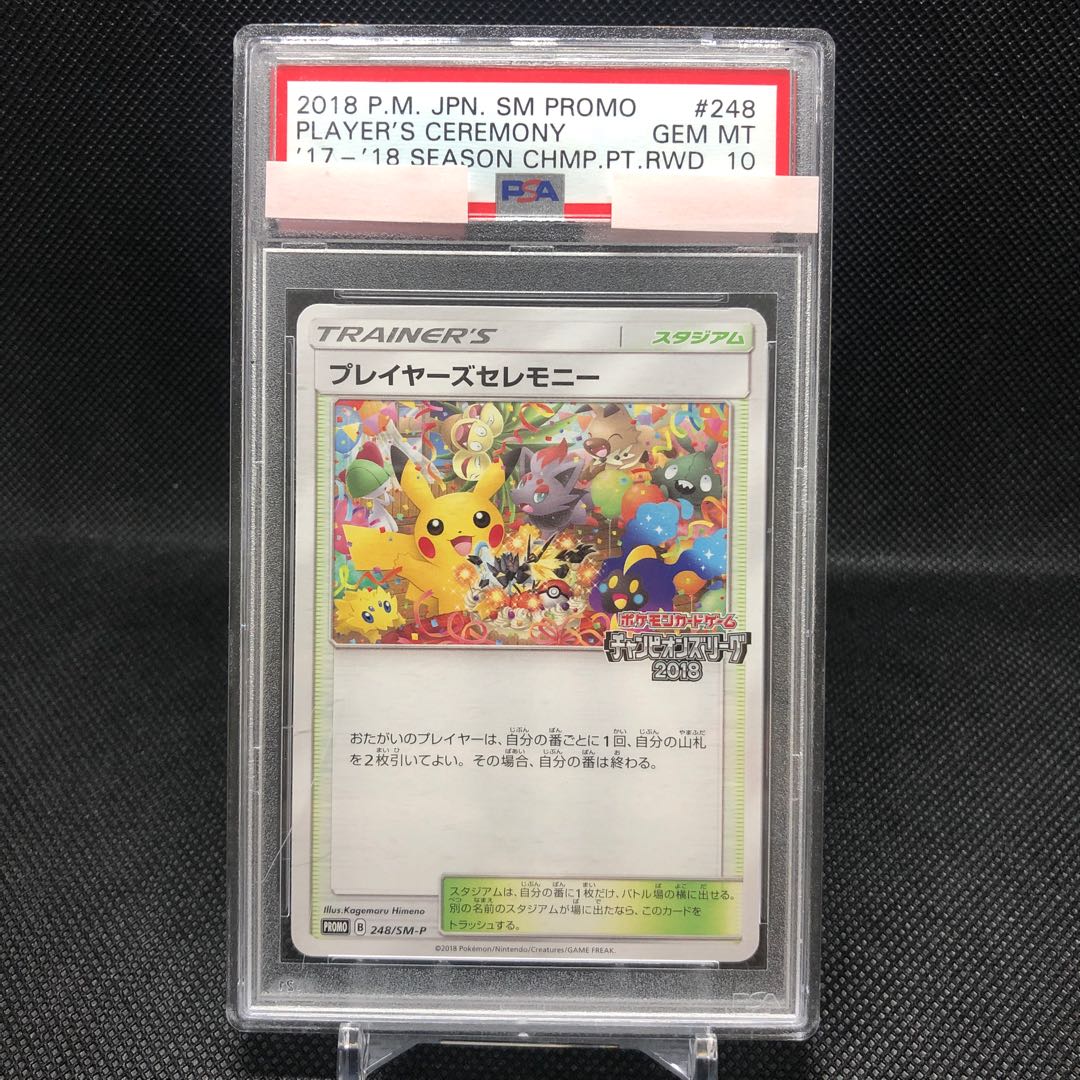 2018 P.M. JPN. SM PROMO #248
PLAYER'S CEREMONY GEM MT
'17-'18 SEASON CHMP.PT.RWD 10
PSA
TRAINER'S スタジアム
プレイヤーズセレモニー
ポケモンカードゲーム
チャンピオンズリーグ
2018
おたがいのプレイヤーは、自分の番ごとに1回、自分の山札
を2枚引いてよい。その場合、自分の番は終わる。
スタジアムは、自分の番に1枚だけ、バトル場の横に出せる。
別の名前のスタジアムが場に出たなら、このカードを
トラッシュする。
Illus.Kagemaru Himeno
PROMO B 248/SM-P
©2018 Pokémon/Nintendo/Creatures/GAME FREAK.
PSA